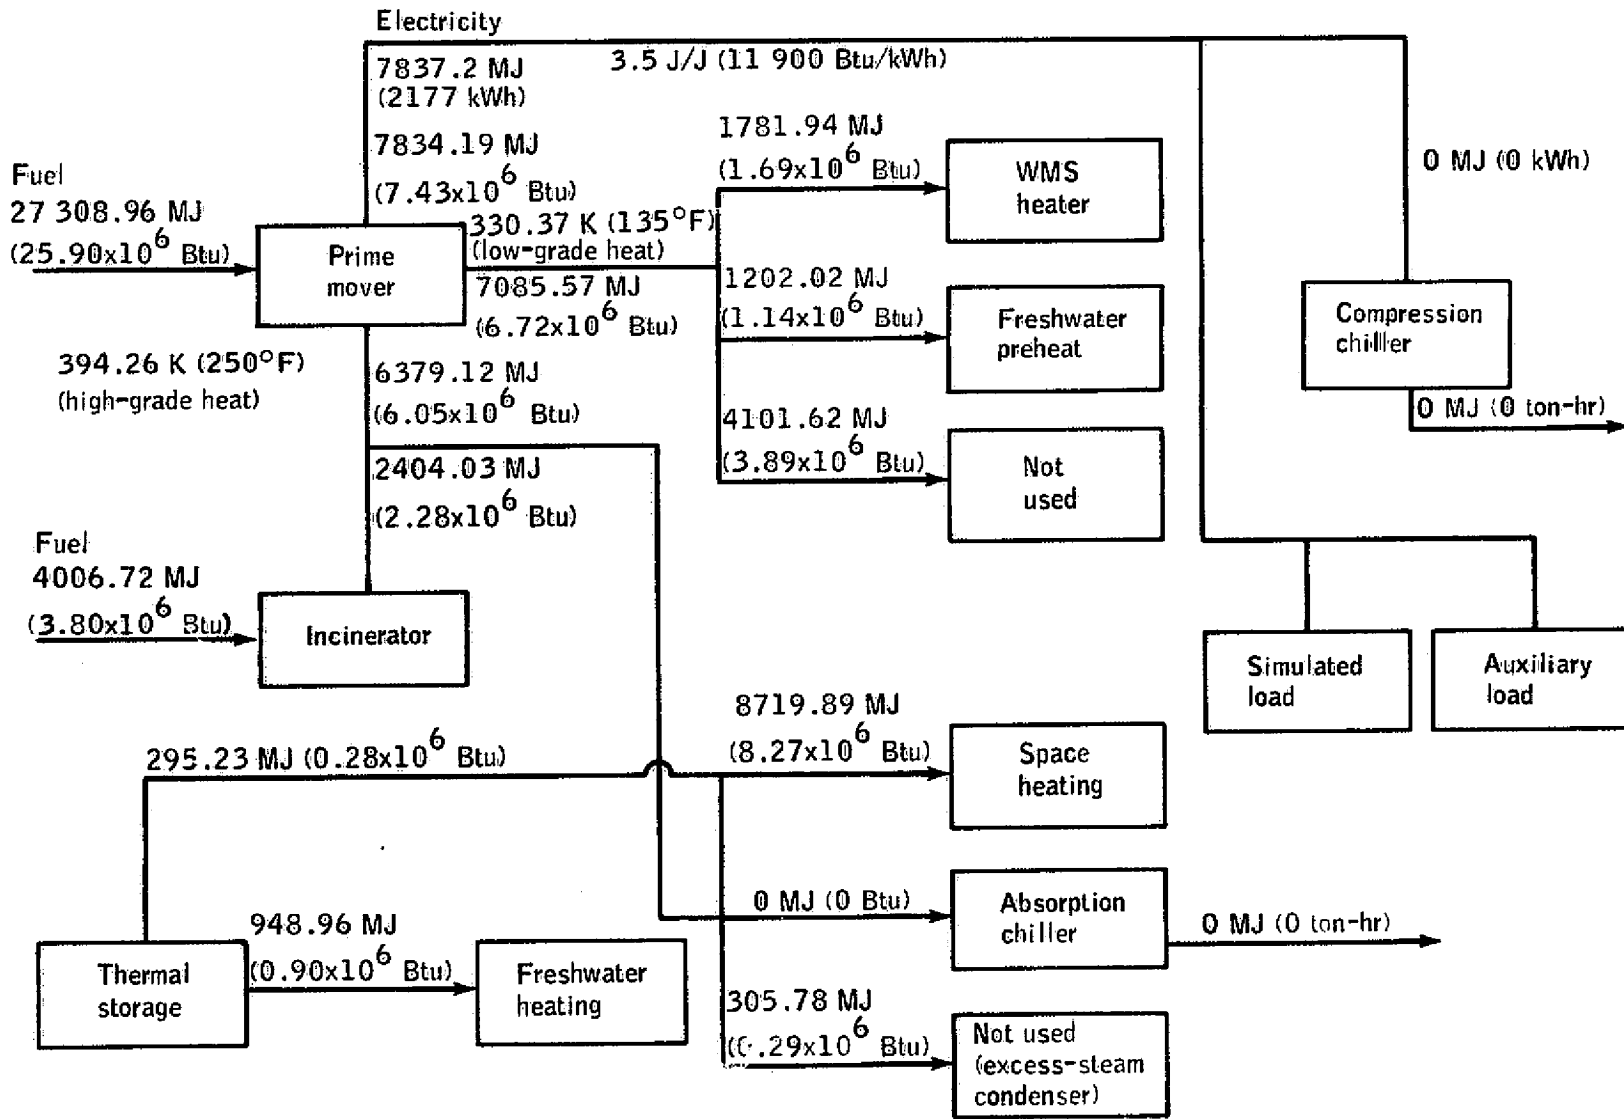 Electricity
7837.2 MJ
(2177 kWh)
3.5 J/J (11 900 Btu/kWh)
7834.19 MJ
(7.43x10⁶ Btu)
Fuel
27 308.96 MJ
(25.90x10⁶ Btu)
Prime
mover
330.37 K (135°F)
(low-grade heat)
7085.57 MJ
(6.72x10⁶ Btu)
1781.94 MJ
(1.69x10⁶ Btu)
WMS
heater
1202.02 MJ
(1.14x10⁶ Btu)
Freshwater
preheat
4101.62 MJ
(3.89x10⁶ Btu)
Not
used
0 MJ (0 kWh)
Compression
chiller
0 MJ (0 ton-hr)
394.26 K (250°F)
(high-grade heat)
6379.12 MJ
(6.05x10⁶ Btu)
2404.03 MJ
(2.28x10⁶ Btu)
Fuel
4006.72 MJ
(3.80x10⁶ Btu)
Incinerator
Simulated
load
Auxiliary
load
295.23 MJ (0.28x10⁶ Btu)
8719.89 MJ
(8.27x10⁶ Btu)
Space
heating
0 MJ (0 Btu)
Absorption
chiller
0 MJ (0 ton-hr)
Thermal
storage
948.96 MJ
(0.90x10⁶ Btu)
Freshwater
heating
305.78 MJ
(0.29x10⁶ Btu)
Not used
(excess-steam
condenser)